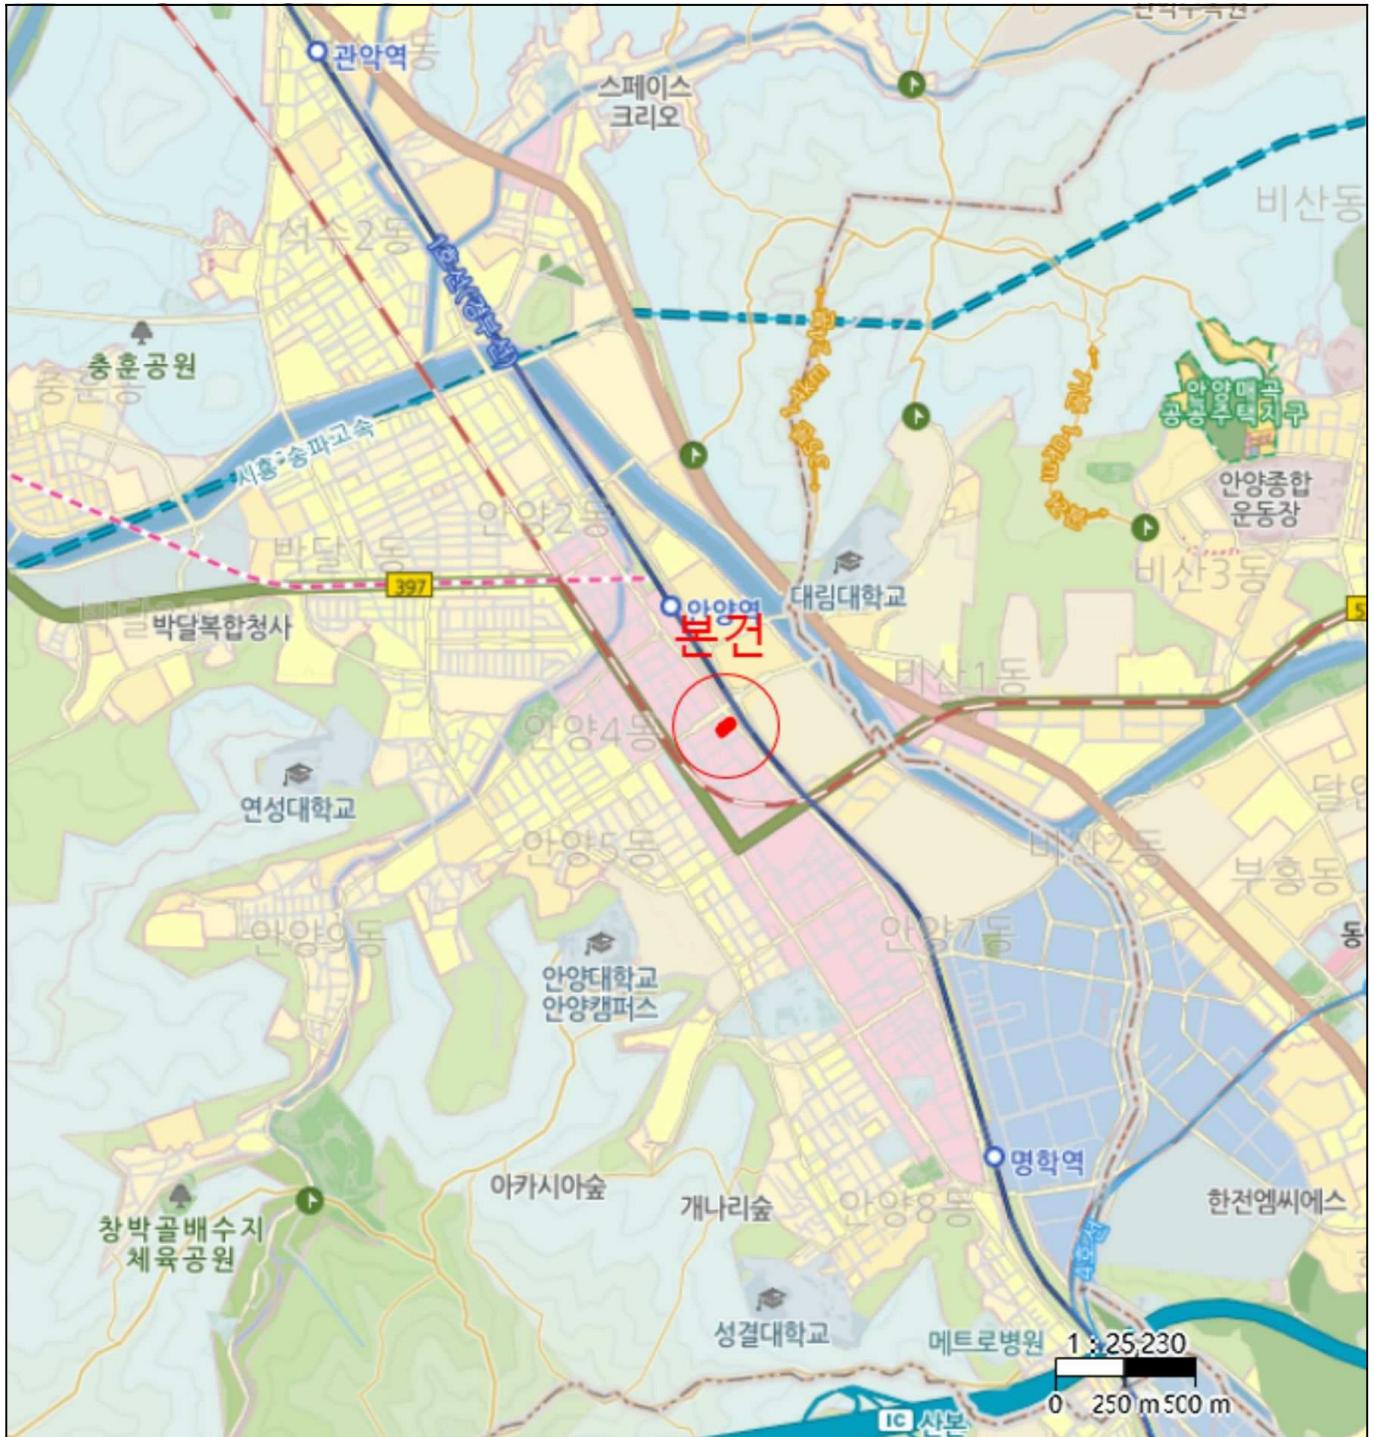 관악역
스페이스
크리오
비산동
석수2동
1호선(경부선)
충훈공원
충훈동
시흥-송파고속
안양매곡
공공주택지구
안양종합
운동장
안양2동
박달1동
비산3동
397
안양역
대림대학교
박달복합청사
본건
비산1동
안양4동
연성대학교
안양5동
비산2동
부흥동
안양9동
안양7동
안양대학교
안양캠퍼스
명학역
아카시아숲
개나리숲
안양8동
한전엠씨에스
창박골배수지
체육공원
4호선
성결대학교
메트로병원
1 : 25,230
0 250 m 500 m
IC 산본